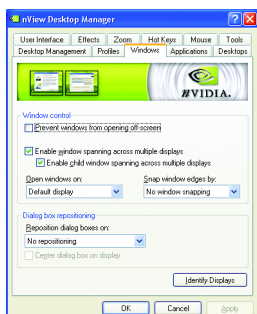 nView Desktop Manager
User Interface Effects Zoom Hot Keys Mouse Tools
Desktop Management Profiles Windows Applications Desktops
NVIDIA.
Window control
Prevent windows from opening off-screen
Enable window spanning across multiple displays
Enable child window spanning across multiple displays
Open windows on: Snap window edges by:
Default display No window snapping
Dialog box repositioning
Reposition dialog boxes on:
No repositioning
Center dialog box on display
Identify Displays
OK Cancel Apply